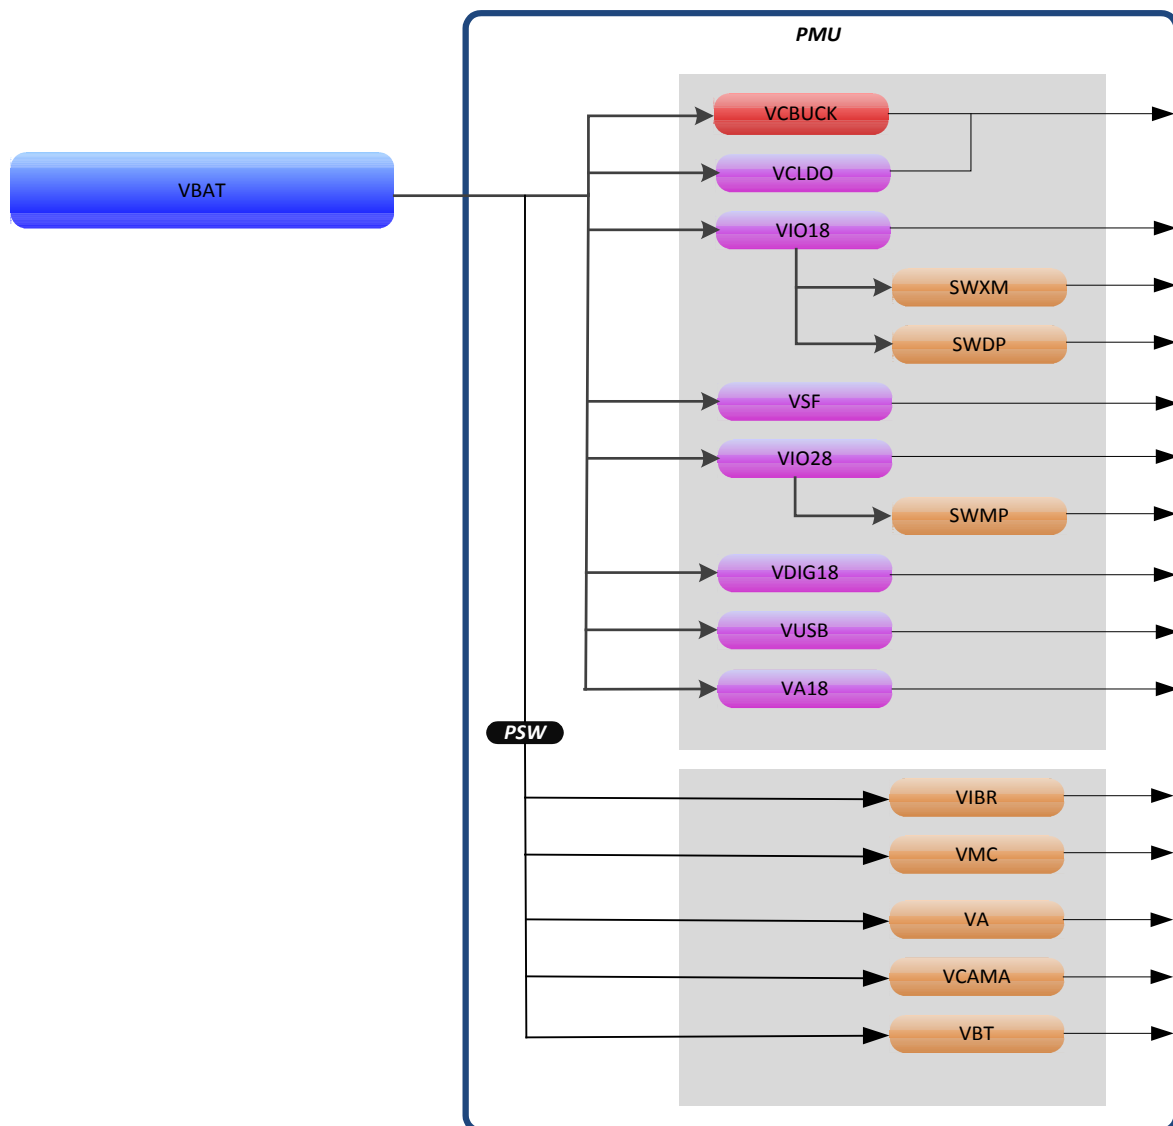 PMU
VCBUCK
VCLDO
VBAT
VIO18
SWXM
SWDP
VSF
VIO28
SWMP
VDIG18
VUSB
VA18
PSW
VIBR
VMC
VA
VCAMA
VBT